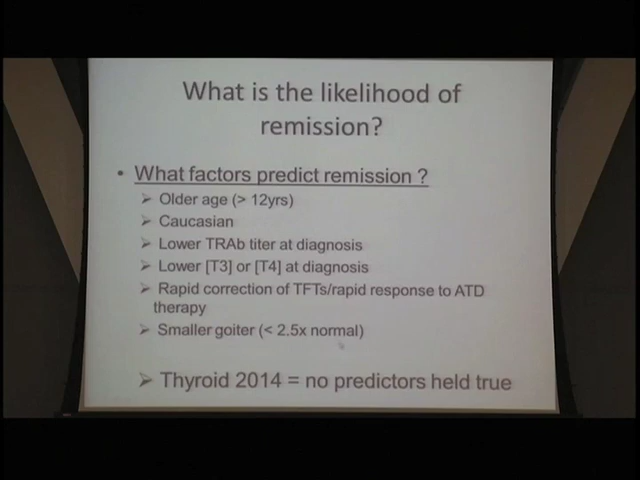 What is the likelihood of
remission?
• What factors predict remission ?
➢ Older age (> 12yrs)
➢ Caucasian
➢ Lower TRAb titer at diagnosis
➢ Lower [T3] or [T4] at diagnosis
➢ Rapid correction of TFTs/rapid response to ATD
therapy
➢ Smaller goiter (< 2.5x normal)
➢ Thyroid 2014 = no predictors held true